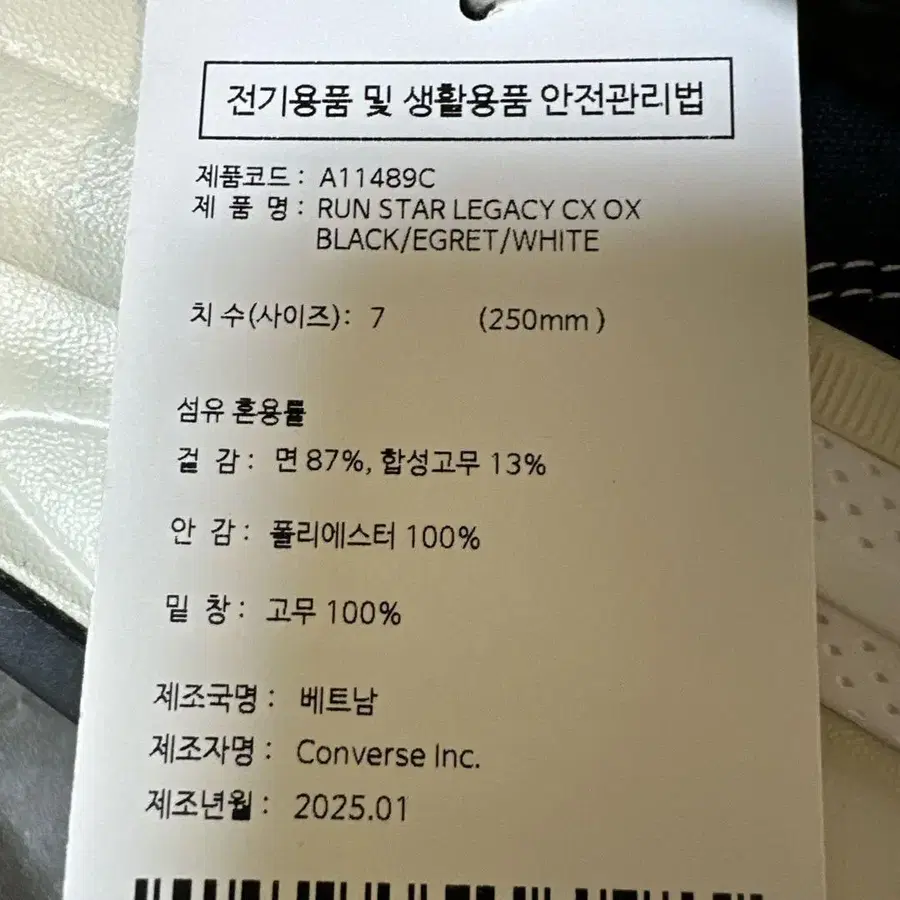 전기용품 및 생활용품 안전관리법
제품코드 : A11489C
제 품 명 : RUN STAR LEGACY CX OX
BLACK/EGRET/WHITE
치 수(사이즈) : 7 (250mm )
섬유 혼용률
겉 감 : 면 87%, 합성고무 13%
안 감 : 폴리에스터 100%
밑 창 : 고무 100%
제조국명 : 베트남
제조자명 : Converse Inc.
제조년월 : 2025.01